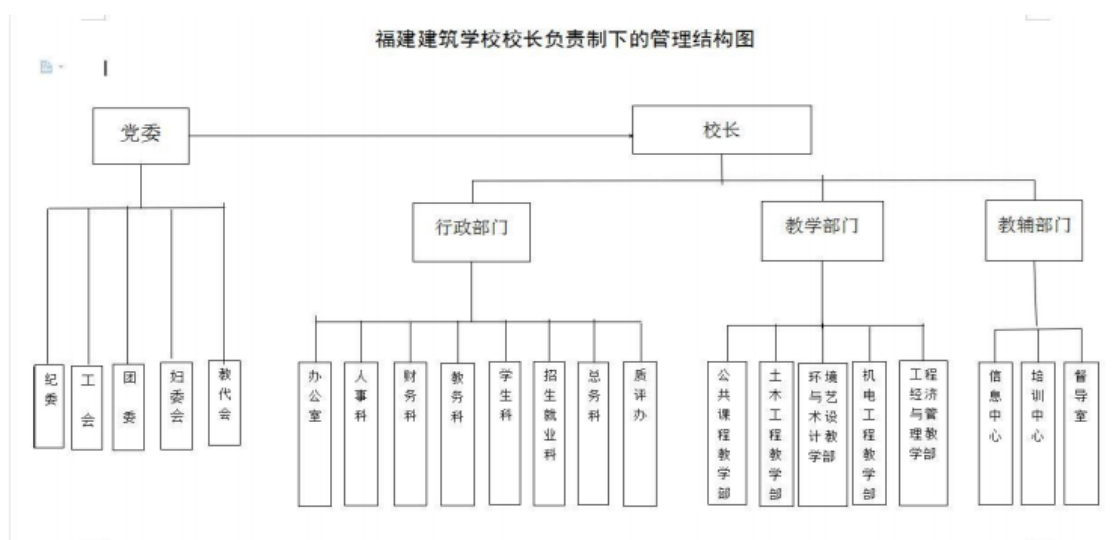 福建建筑学校校长负责制下的管理结构图
党委
校长
行政部门
教学部门
教辅部门
纪委
工会
团委
妇委会
教代会
办公室
人事科
财务科
教务科
学生科
招生就业科
总务科
质评办
公共课程教学部
土木工程教学部
环境与艺术设计教学部
机电工程教学部
工程经济与管理教学部
信息中心
培训中心
督导室